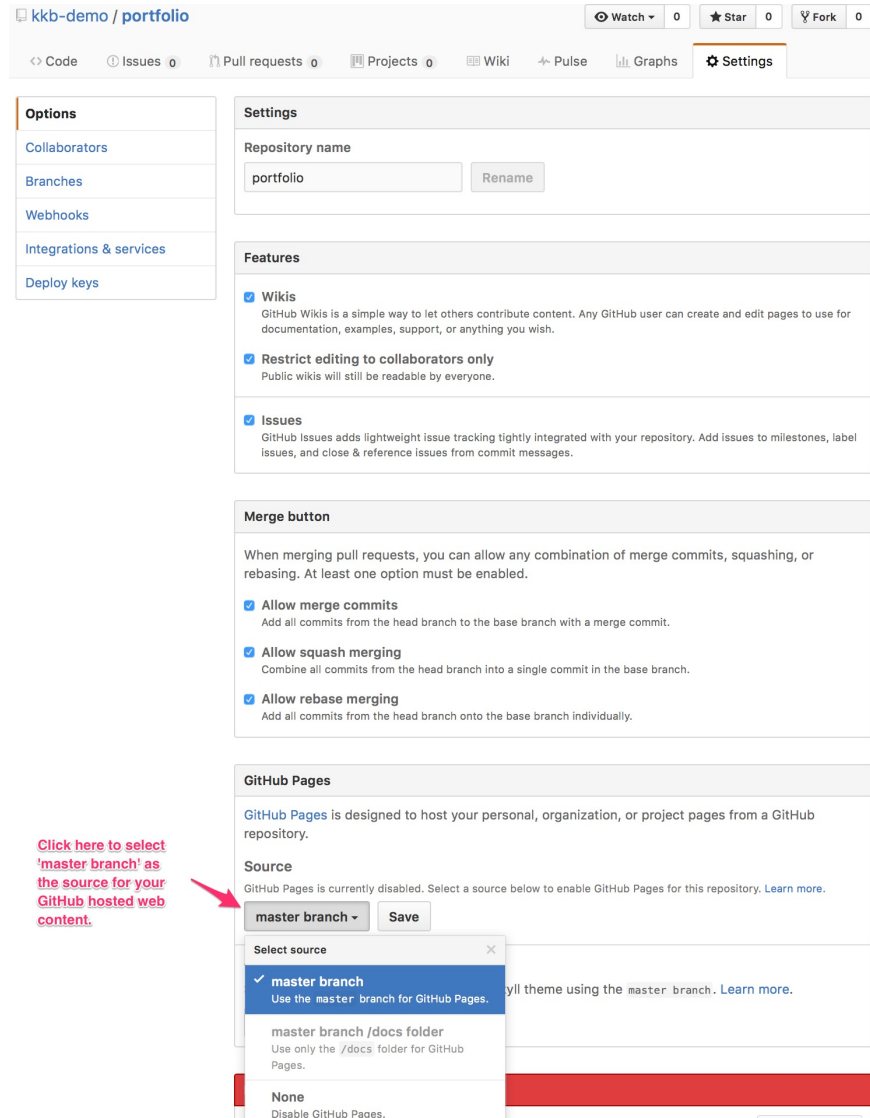 kkb-demo / portfolio
Watch 0 Star 0 Fork 0
Code Issues 0 Pull requests 0 Projects 0 Wiki Pulse Graphs Settings
Options
Collaborators
Branches
Webhooks
Integrations & services
Deploy keys
Settings
Repository name
portfolio Rename
Features
Wikis
GitHub Wikis is a simple way to let others contribute content. Any GitHub user can create and edit pages to use for
documentation, examples, support, or anything you wish.
Restrict editing to collaborators only
Public wikis will still be readable by everyone.
Issues
GitHub Issues adds lightweight issue tracking tightly integrated with your repository. Add issues to milestones, label
issues, and close & reference issues from commit messages.
Merge button
When merging pull requests, you can allow any combination of merge commits, squashing, or
rebasing. At least one option must be enabled.
Allow merge commits
Add all commits from the head branch to the base branch with a merge commit.
Allow squash merging
Combine all commits from the head branch into a single commit in the base branch.
Allow rebase merging
Add all commits from the head branch onto the base branch individually.
GitHub Pages
GitHub Pages is designed to host your personal, organization, or project pages from a GitHub
repository.
Click here to select
'master branch' as
the source for your
GitHub hosted web
content.
Source
GitHub Pages is currently disabled. Select a source below to enable GitHub Pages for this repository. Learn more.
master branch Save
Select source
master branch
Use the master branch for GitHub Pages.
yll theme using the master branch. Learn more.
master branch /docs folder
Use only the /docs folder for GitHub
Pages.
None
Disable GitHub Pages.